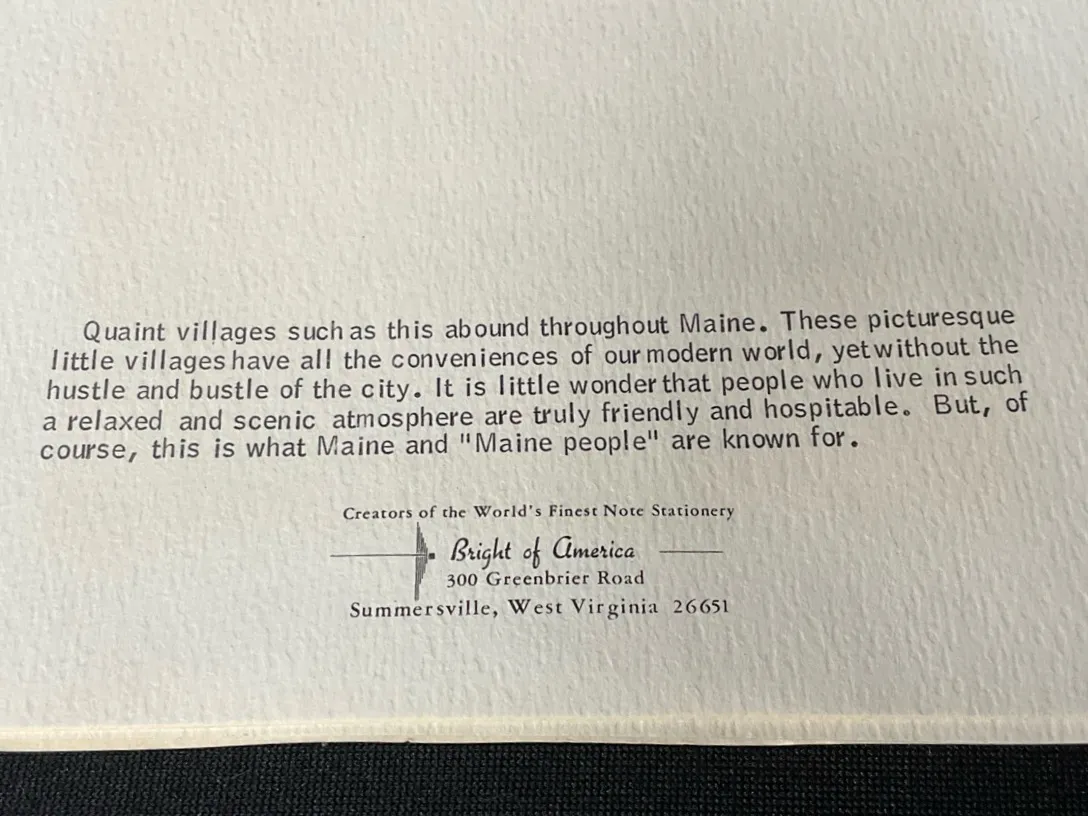 Quaint villages such as this abound throughout Maine. These picturesque
little villages have all the conveniences of our modern world, yet without the
hustle and bustle of the city. It is little wonder that people who live in such
a relaxed and scenic atmosphere are truly friendly and hospitable. But, of
course, this is what Maine and "Maine people" are known for.
Creators of the World's Finest Note Stationery
Bright of America
300 Greenbrier Road
Summersville, West Virginia 26651